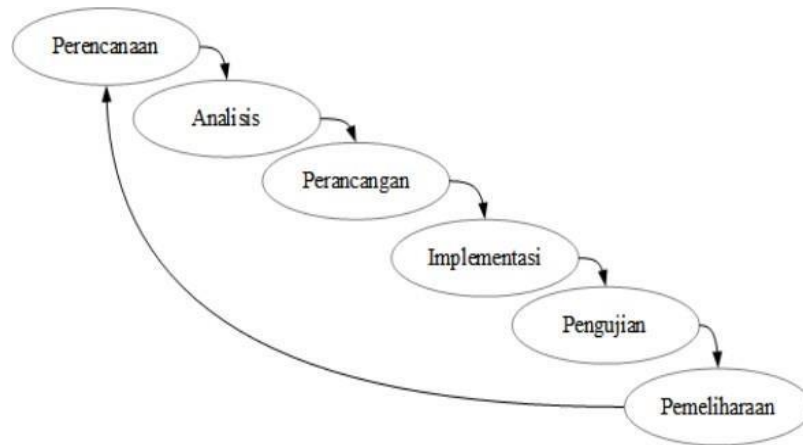 Perencanaan
Analisis
Perancangan
Implementasi
Pengujian
Pemeliharaan